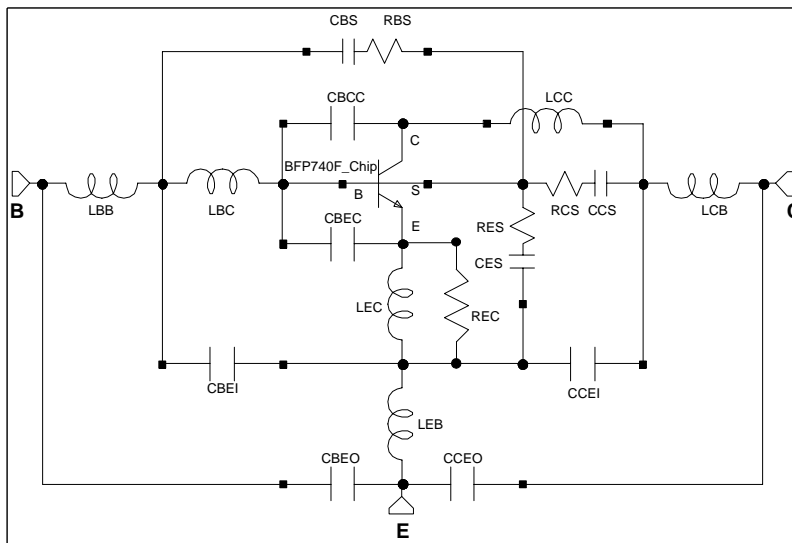 CBS RBS
CBCC
LCC
C
BFP740F_Chip
B S
B
LBB
LBC
RCS CCS
LCB
C
CBEC
E
RES
CES
LEC
REC
CBEI
CCEI
LEB
CBEO CCEO
E